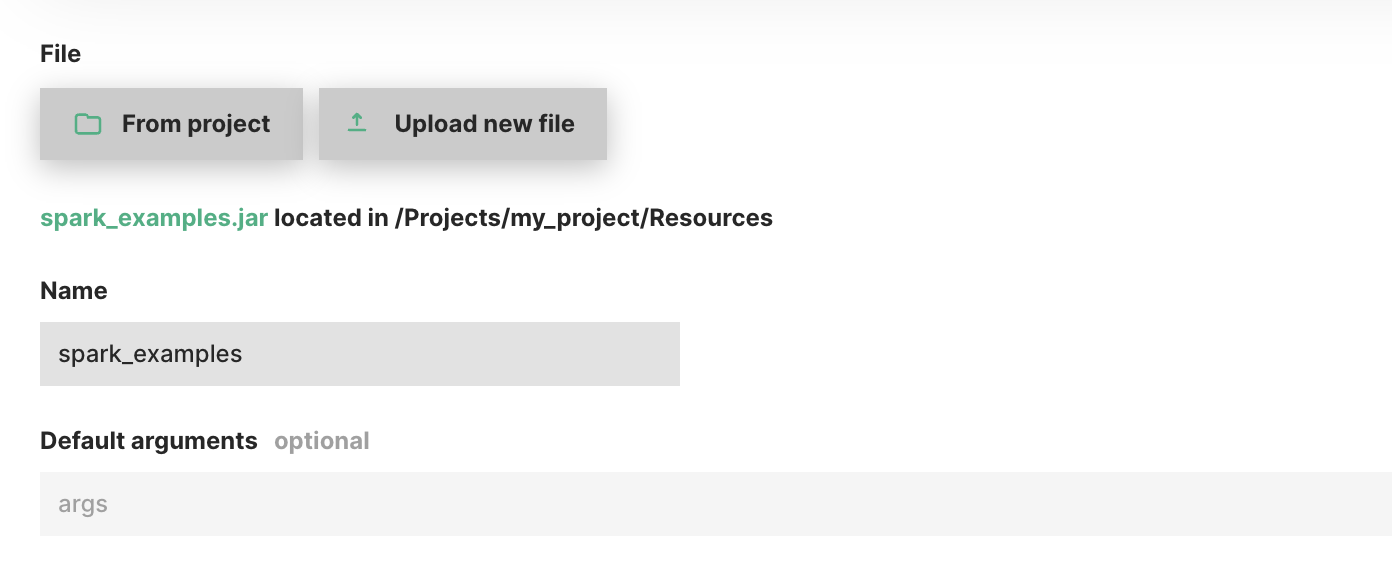 File
From project
Upload new file
spark_examples.jar located in /Projects/my_project/Resources
Name
spark_examples
Default arguments optional
args